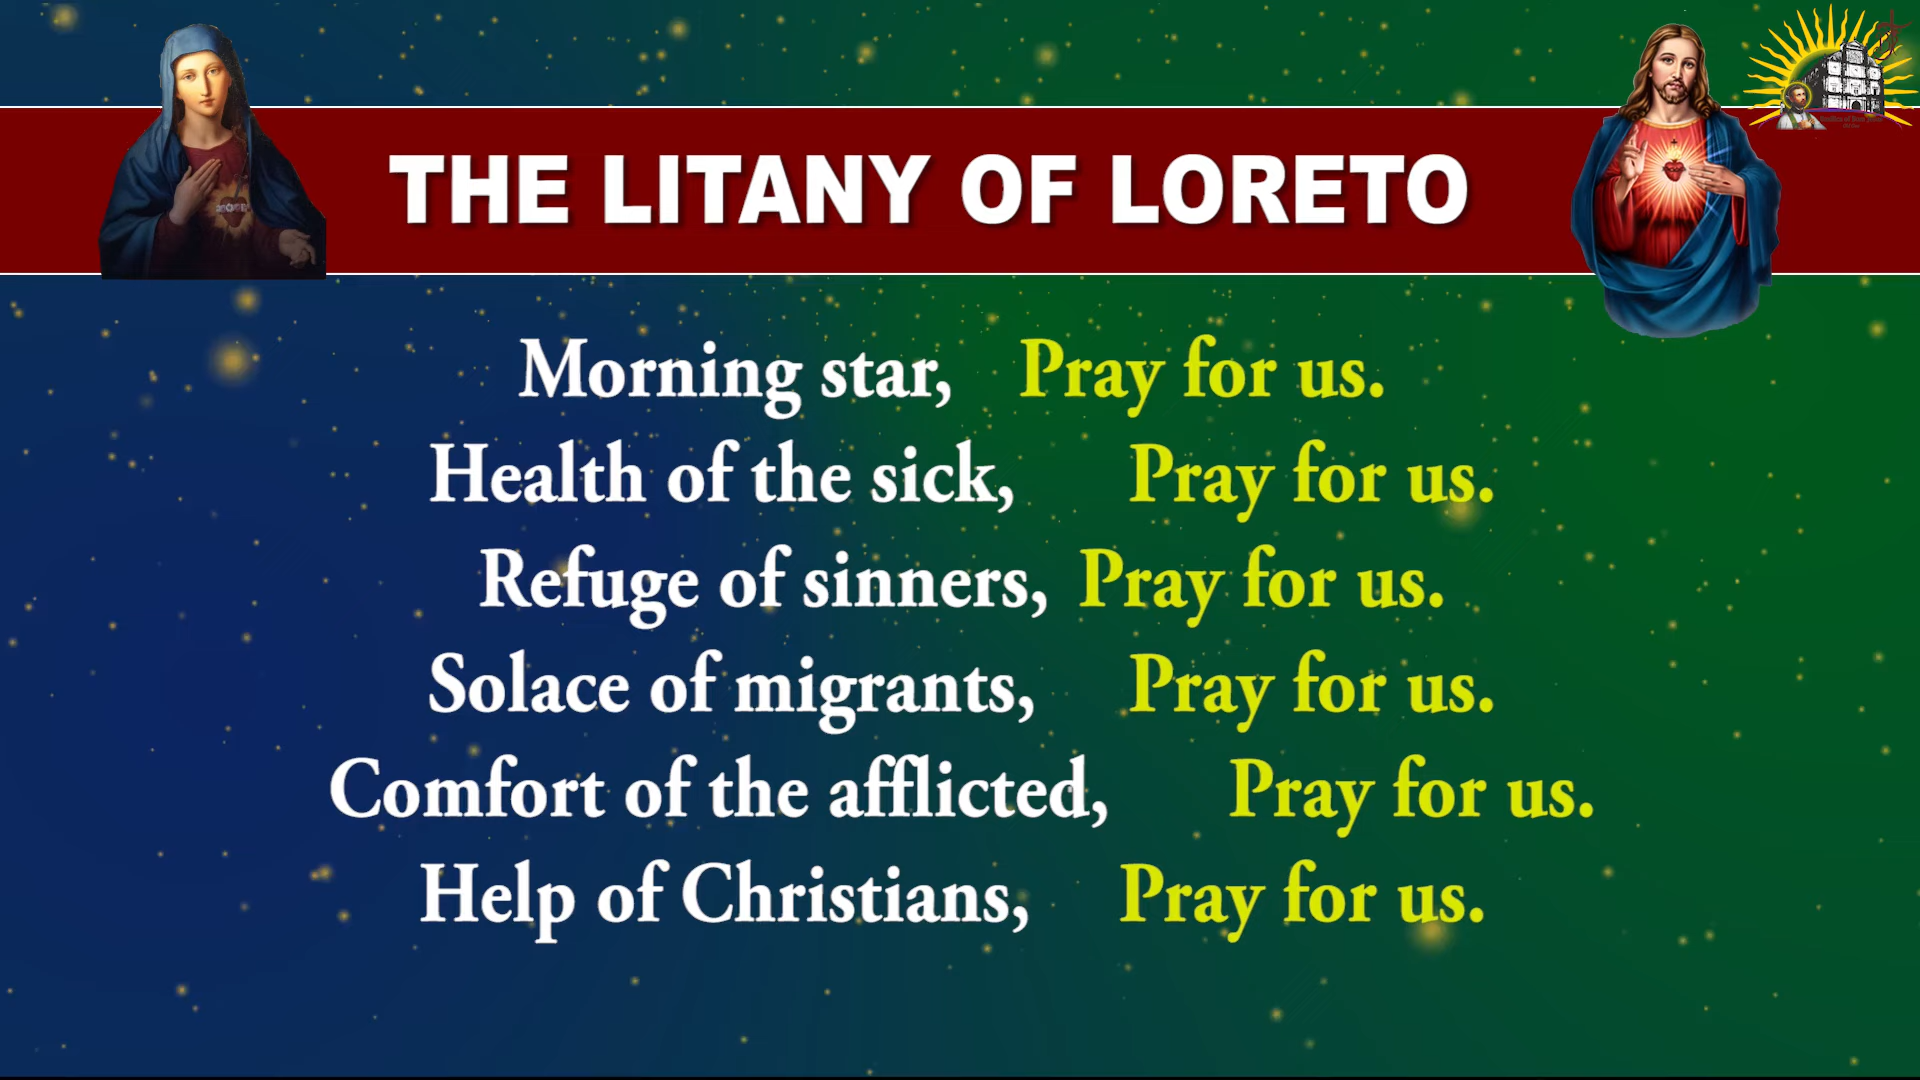 THE LITANY OF LORETO
Morning star, Pray for us.
Health of the sick, Pray for us.
Refuge of sinners, Pray for us.
Solace of migrants, Pray for us.
Comfort of the afflicted, Pray for us.
Help of Christians, Pray for us.